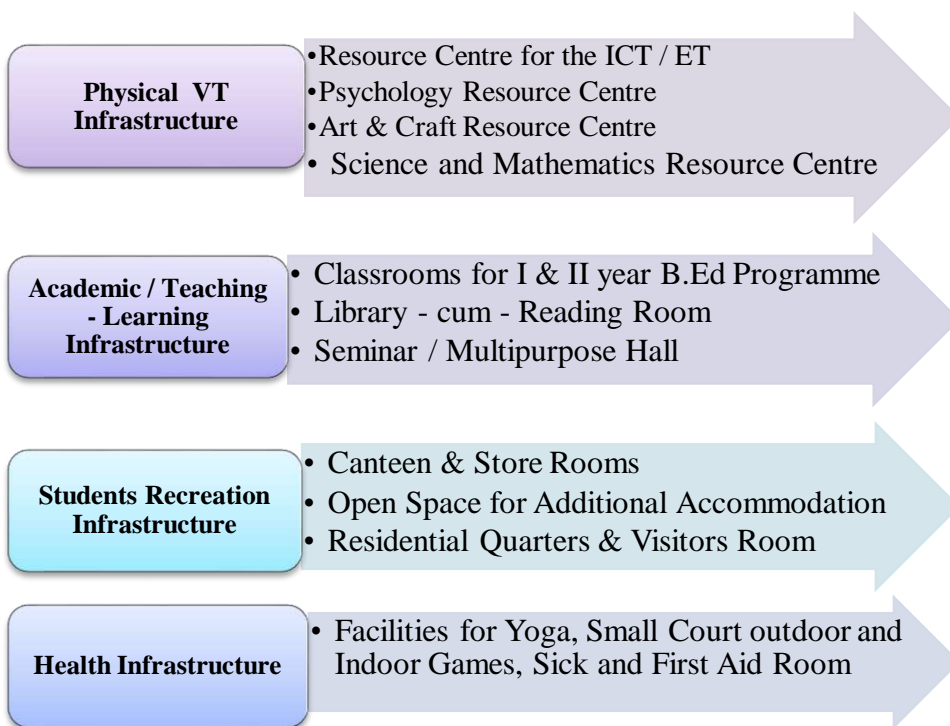 Physical VT
Infrastructure
•Resource Centre for the ICT / ET
•Psychology Resource Centre
•Art & Craft Resource Centre
• Science and Mathematics Resource Centre
Academic / Teaching
- Learning
Infrastructure
• Classrooms for I & II year B.Ed Programme
• Library - cum - Reading Room
• Seminar / Multipurpose Hall
Students Recreation
Infrastructure
• Canteen & Store Rooms
• Open Space for Additional Accommodation
• Residential Quarters & Visitors Room
Health Infrastructure
• Facilities for Yoga, Small Court outdoor and
Indoor Games, Sick and First Aid Room